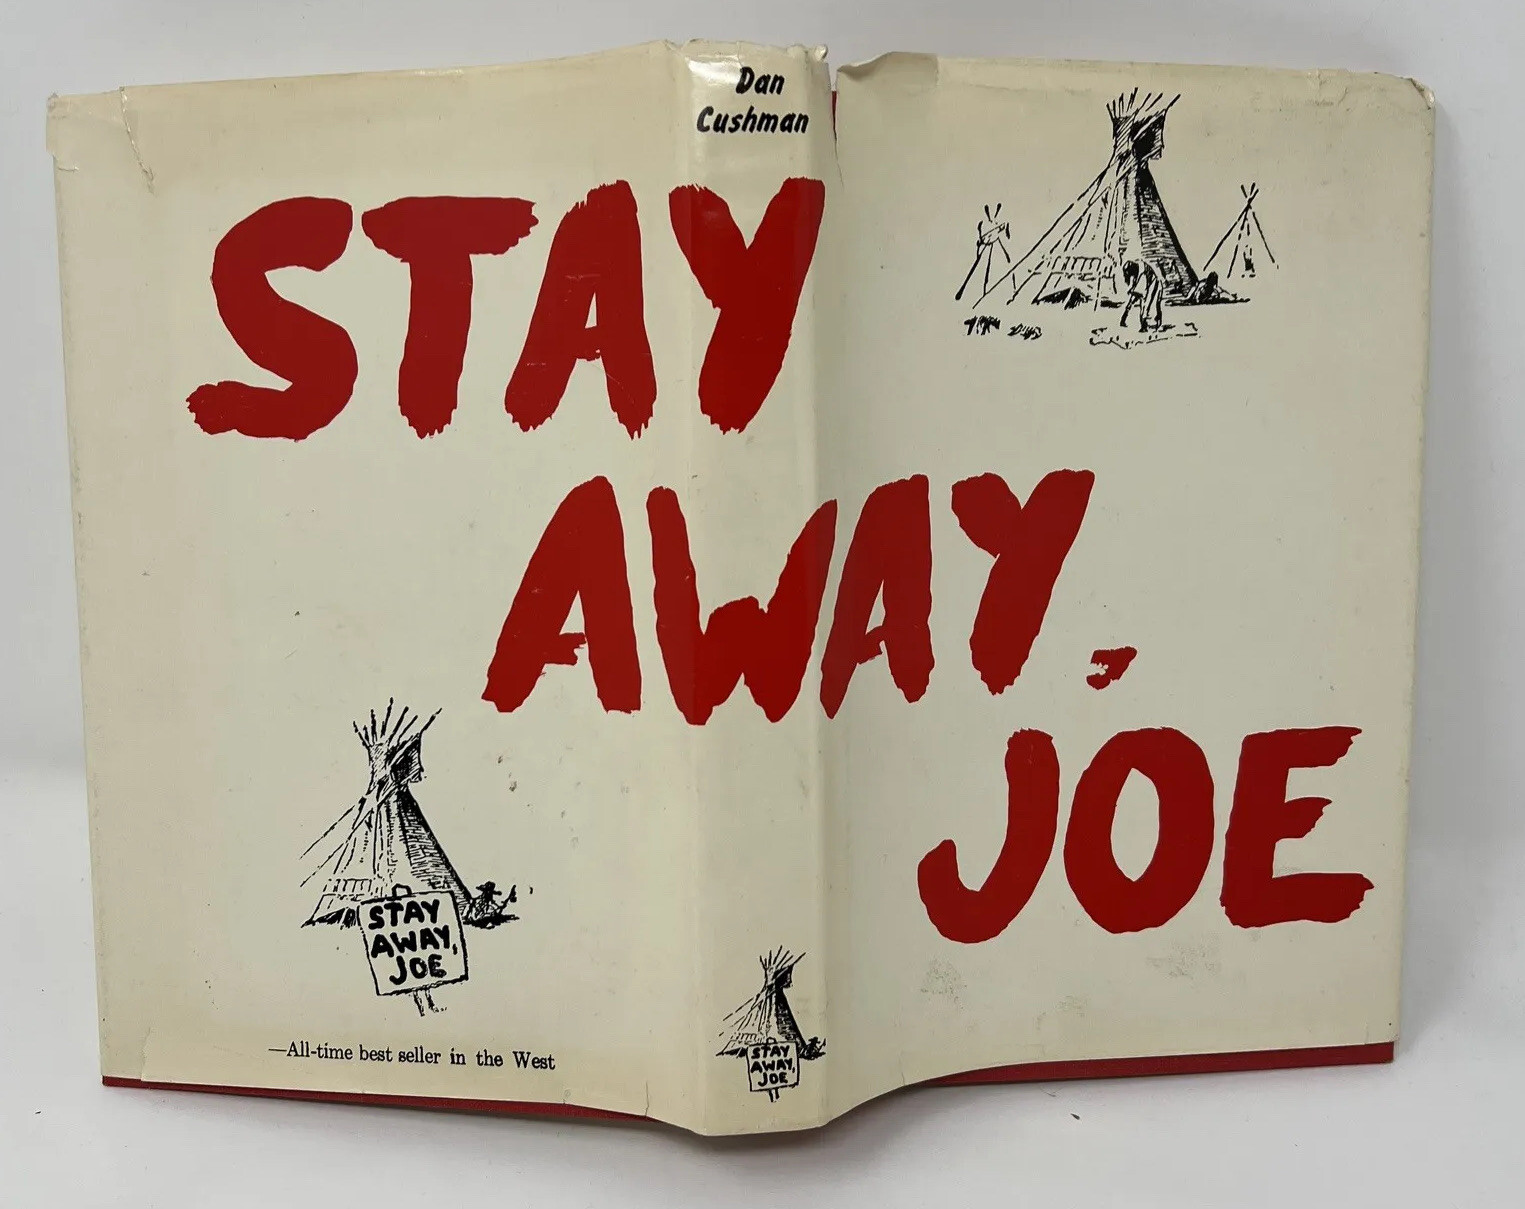 Dan
Cushman
STAY
AWAY,
JOE
STAY
AWAY,
JOE
—All-time best seller in the West
STAY
AWAY,
JOE